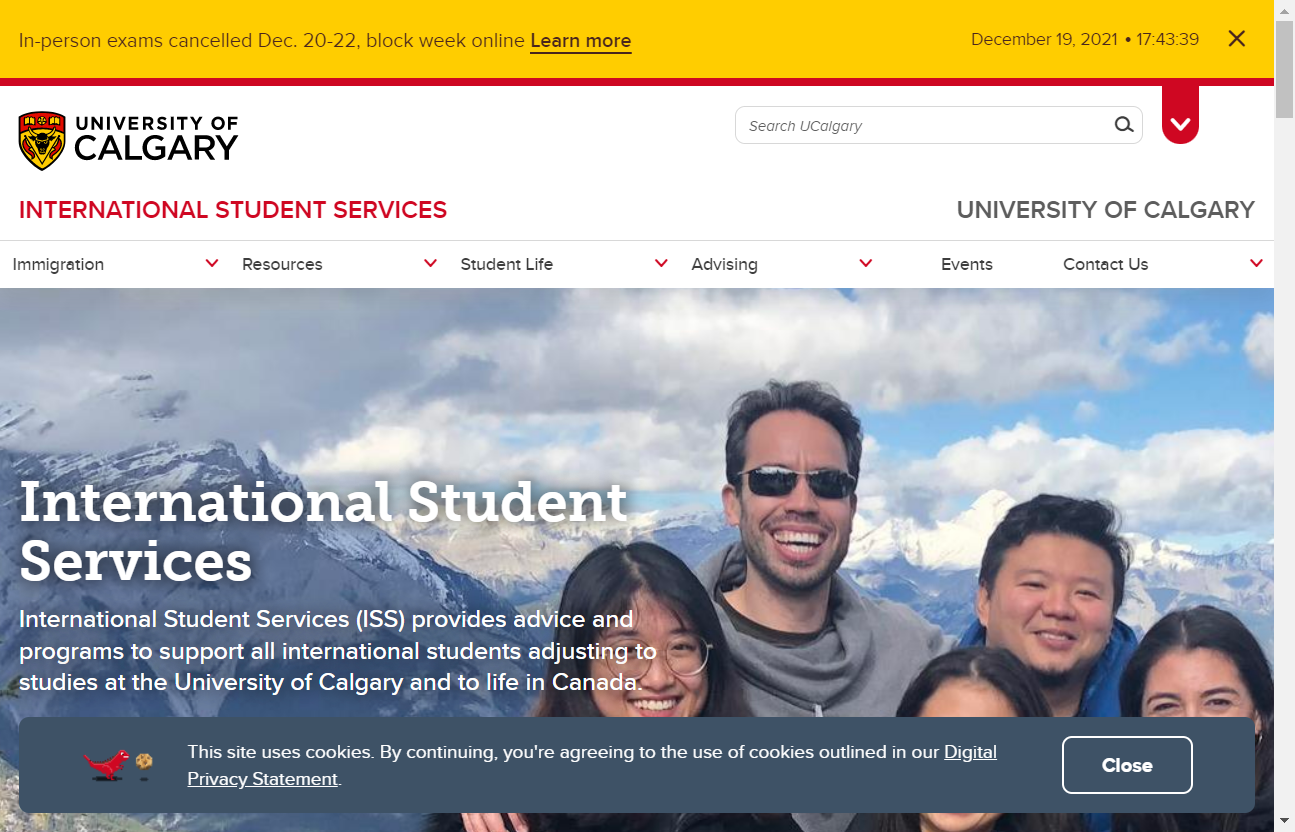 In-person exams cancelled Dec. 20-22, block week online Learn more
December 19, 2021 • 17:43:39
UNIVERSITY OF
CALGARY
Search UCalgary
INTERNATIONAL STUDENT SERVICES
UNIVERSITY OF CALGARY
Immigration
Resources
Student Life
Advising
Events
Contact Us
International Student
Services
International Student Services (ISS) provides advice and
programs to support all international students adjusting to
studies at the University of Calgary and to life in Canada.
This site uses cookies. By continuing, you're agreeing to the use of cookies outlined in our Digital
Privacy Statement.
Close